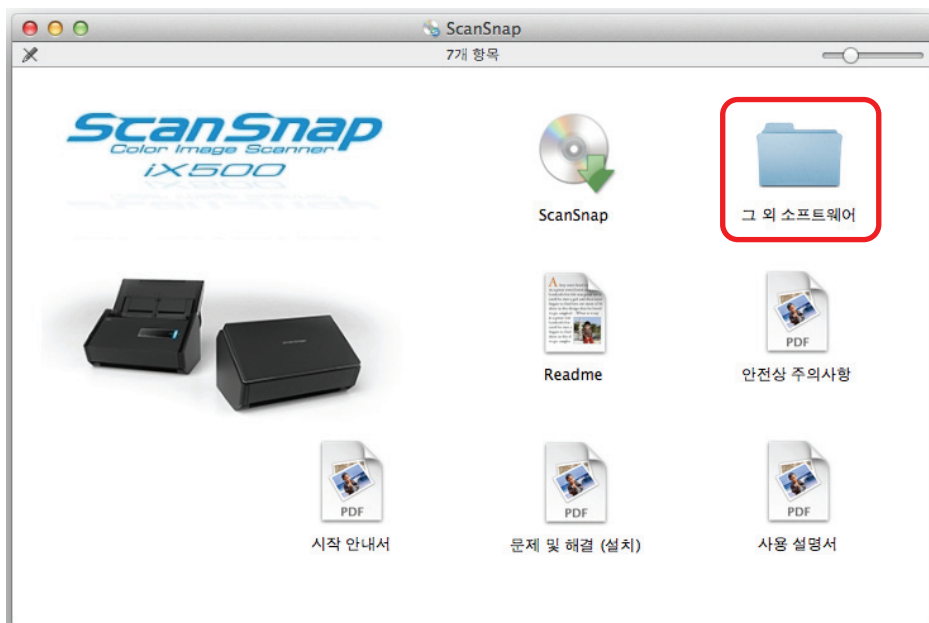 ScanSnap
7개 항목
ScanSnap
Color Image Scanner
iX500
ScanSnap
그 외 소프트웨어
Readme
PDF
안전상 주의사항
PDF
시작 안내서
PDF
문제 및 해결 (설치)
PDF
사용 설명서